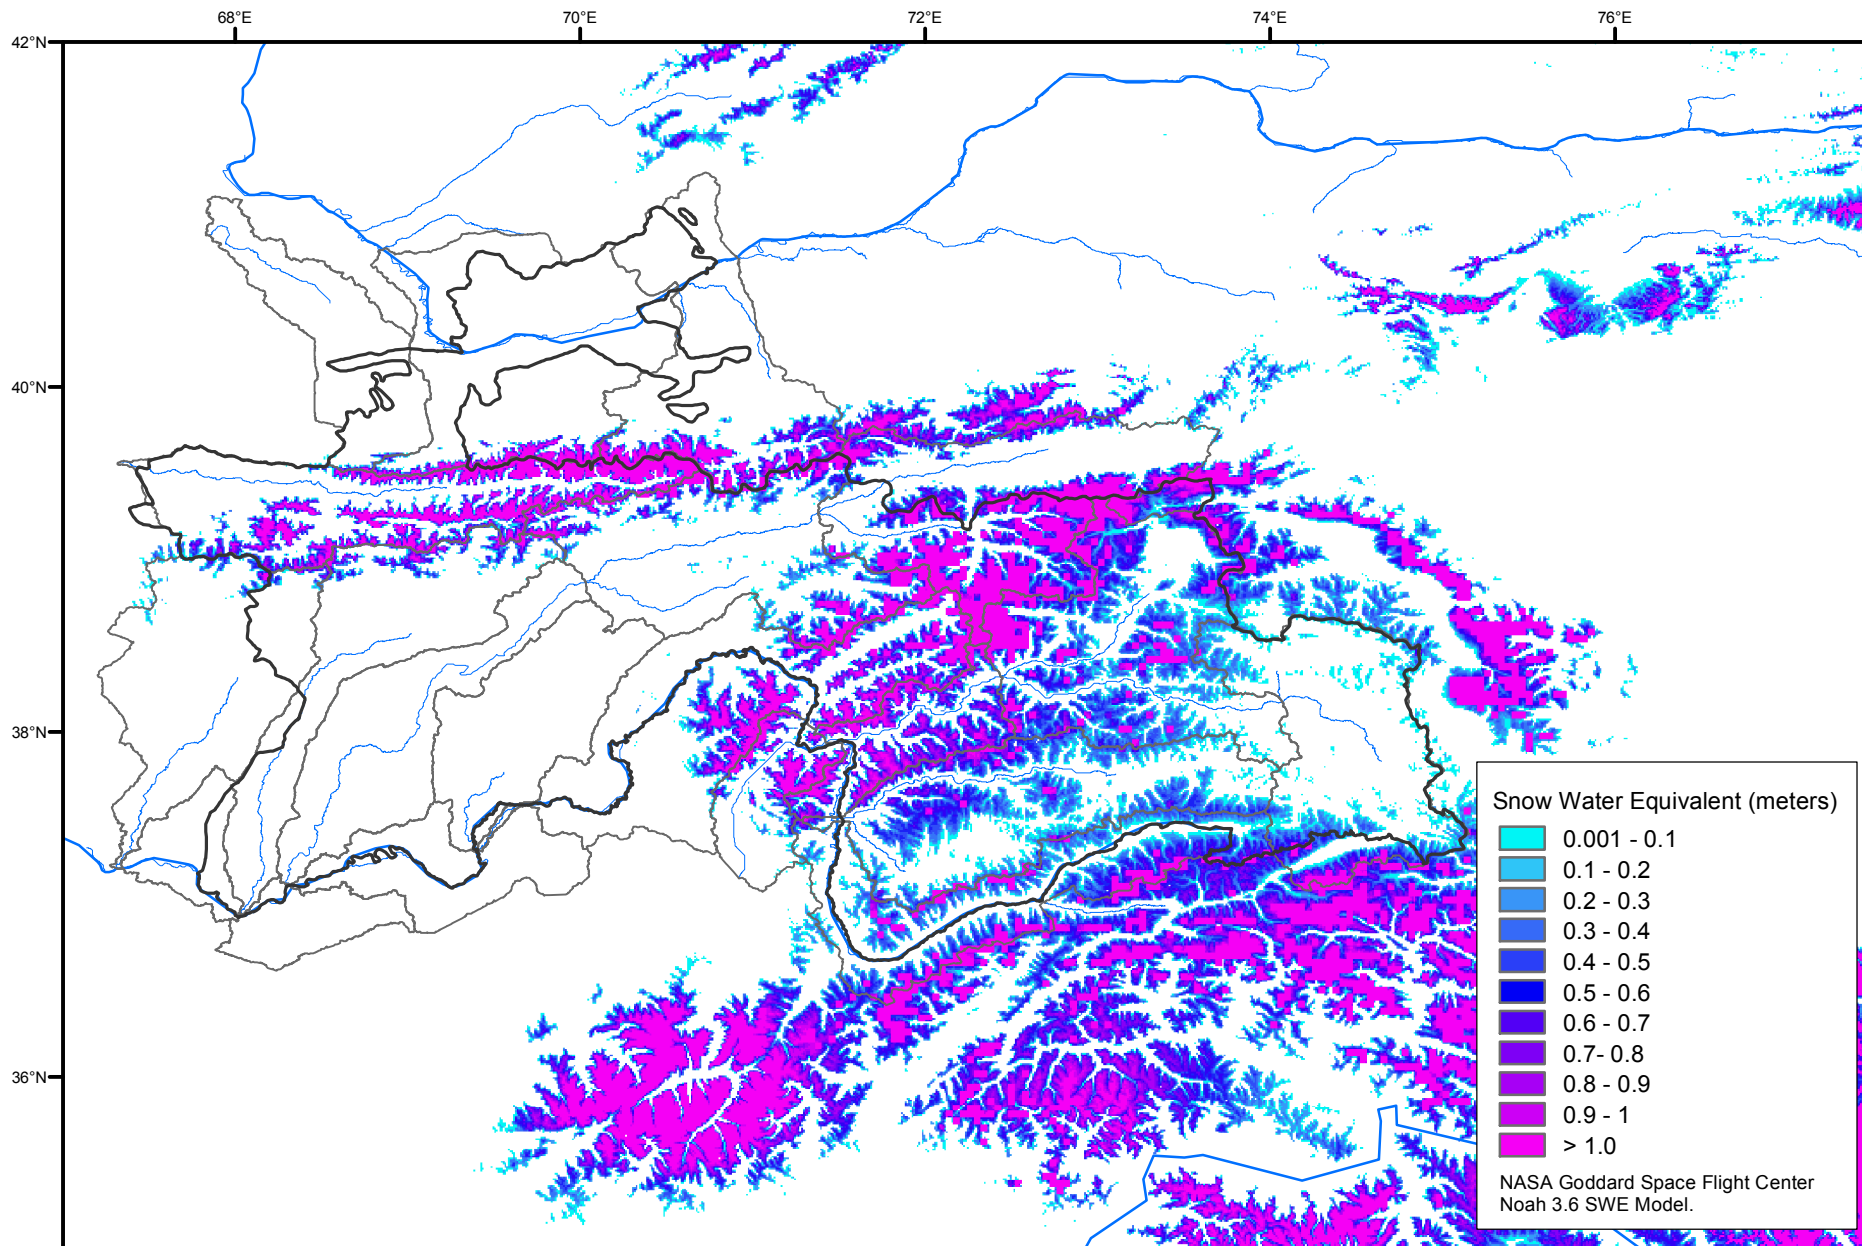 68°E 70°E 72°E 74°E 76°E
42°N
40°N
38°N
36°N
Snow Water Equivalent (meters)
0.001 - 0.1
0.1 - 0.2
0.2 - 0.3
0.3 - 0.4
0.4 - 0.5
0.5 - 0.6
0.6 - 0.7
0.7- 0.8
0.8 - 0.9
0.9 - 1
> 1.0
NASA Goddard Space Flight Center
Noah 3.6 SWE Model.